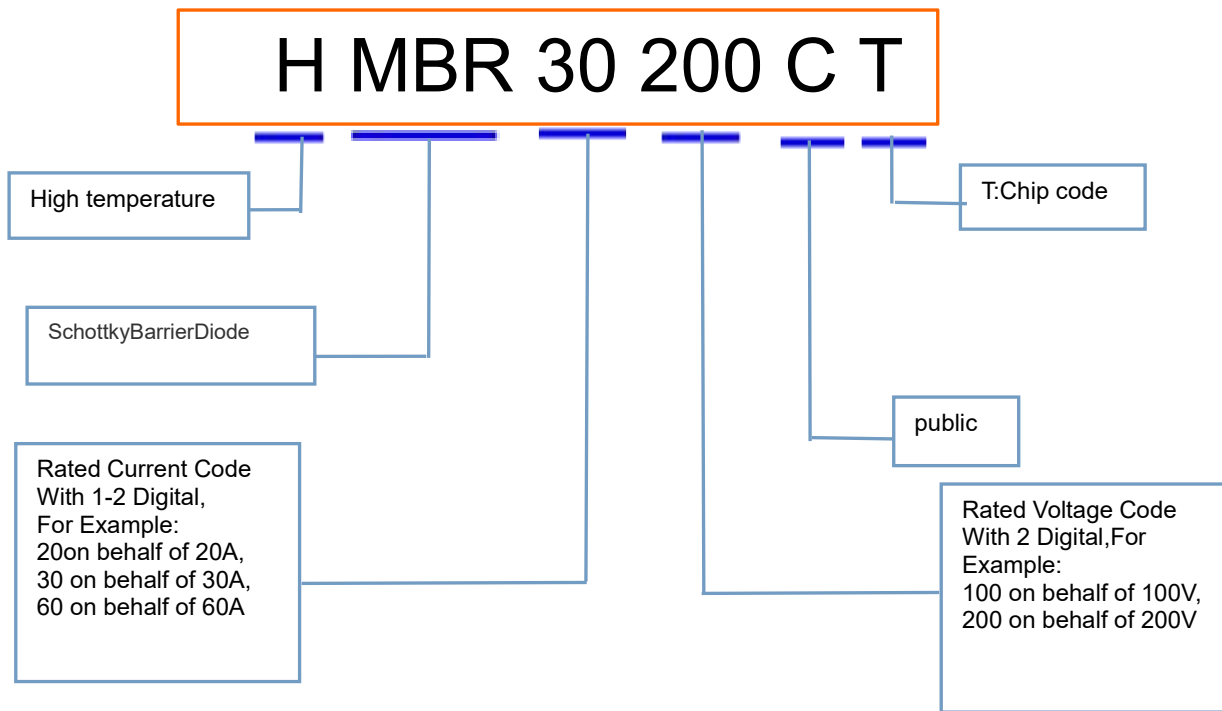 H MBR 30 200 C T
High temperature
T:Chip code
SchottkyBarrierDiode
public
Rated Current Code
With 1-2 Digital,
For Example:
20on behalf of 20A,
30 on behalf of 30A,
60 on behalf of 60A
Rated Voltage Code
With 2 Digital,For
Example:
100 on behalf of 100V,
200 on behalf of 200V